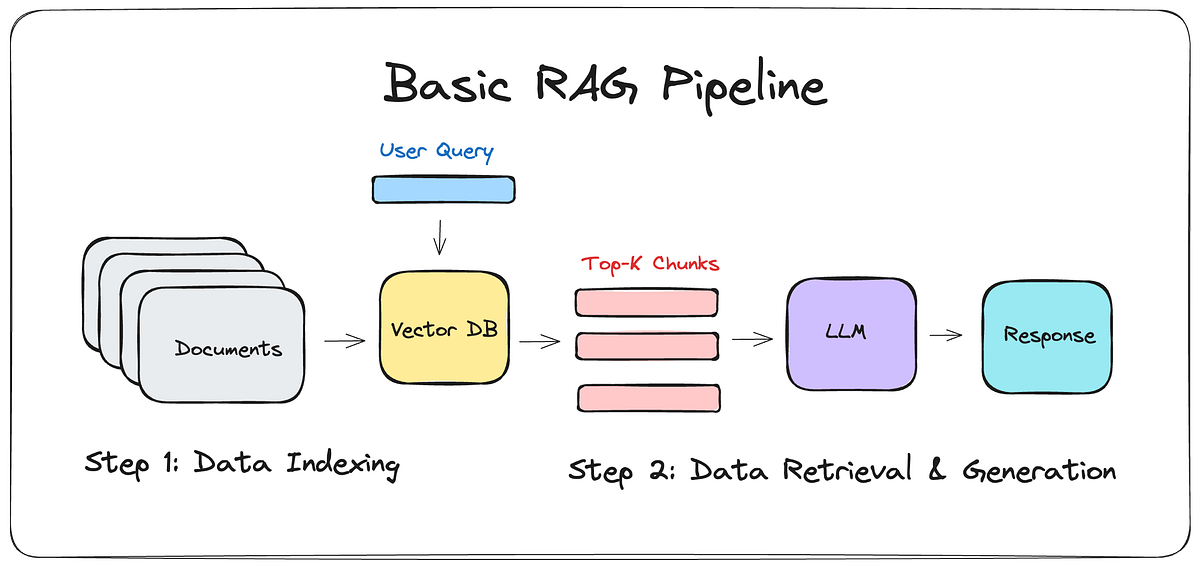 Basic RAG Pipeline
User Query
Top-K Chunks
Documents
Vector DB
LLM
Response
Step 1: Data Indexing
Step 2: Data Retrieval & Generation